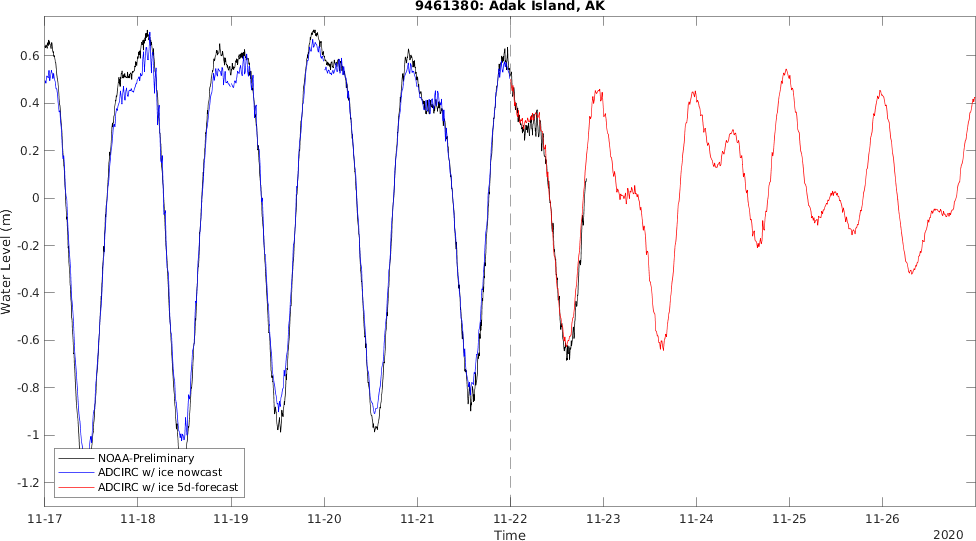 9461380: Adak Island, AK
Water Level (m)
0.6
0.4
0.2
0
-0.2
-0.4
-0.6
-0.8
-1
-1.2
NOAA-Preliminary
ADCIRC w/ ice nowcast
ADCIRC w/ ice 5d-forecast
11-17 11-18 11-19 11-20 11-21 11-22 11-23 11-24 11-25 11-26
Time
2020